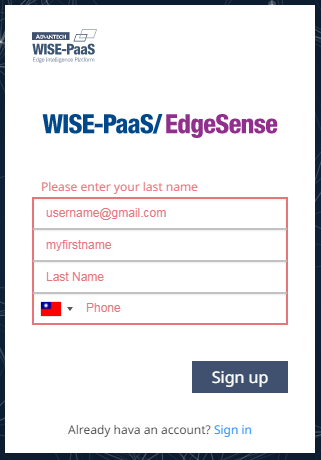 ADVANTECH
WISE-PaaS
Edge Intelligence Platform
WISE-PaaS/ EdgeSense
Please enter your last name
username@gmail.com
myfirstname
Last Name
Phone
Sign up
Already hava an account? Sign in